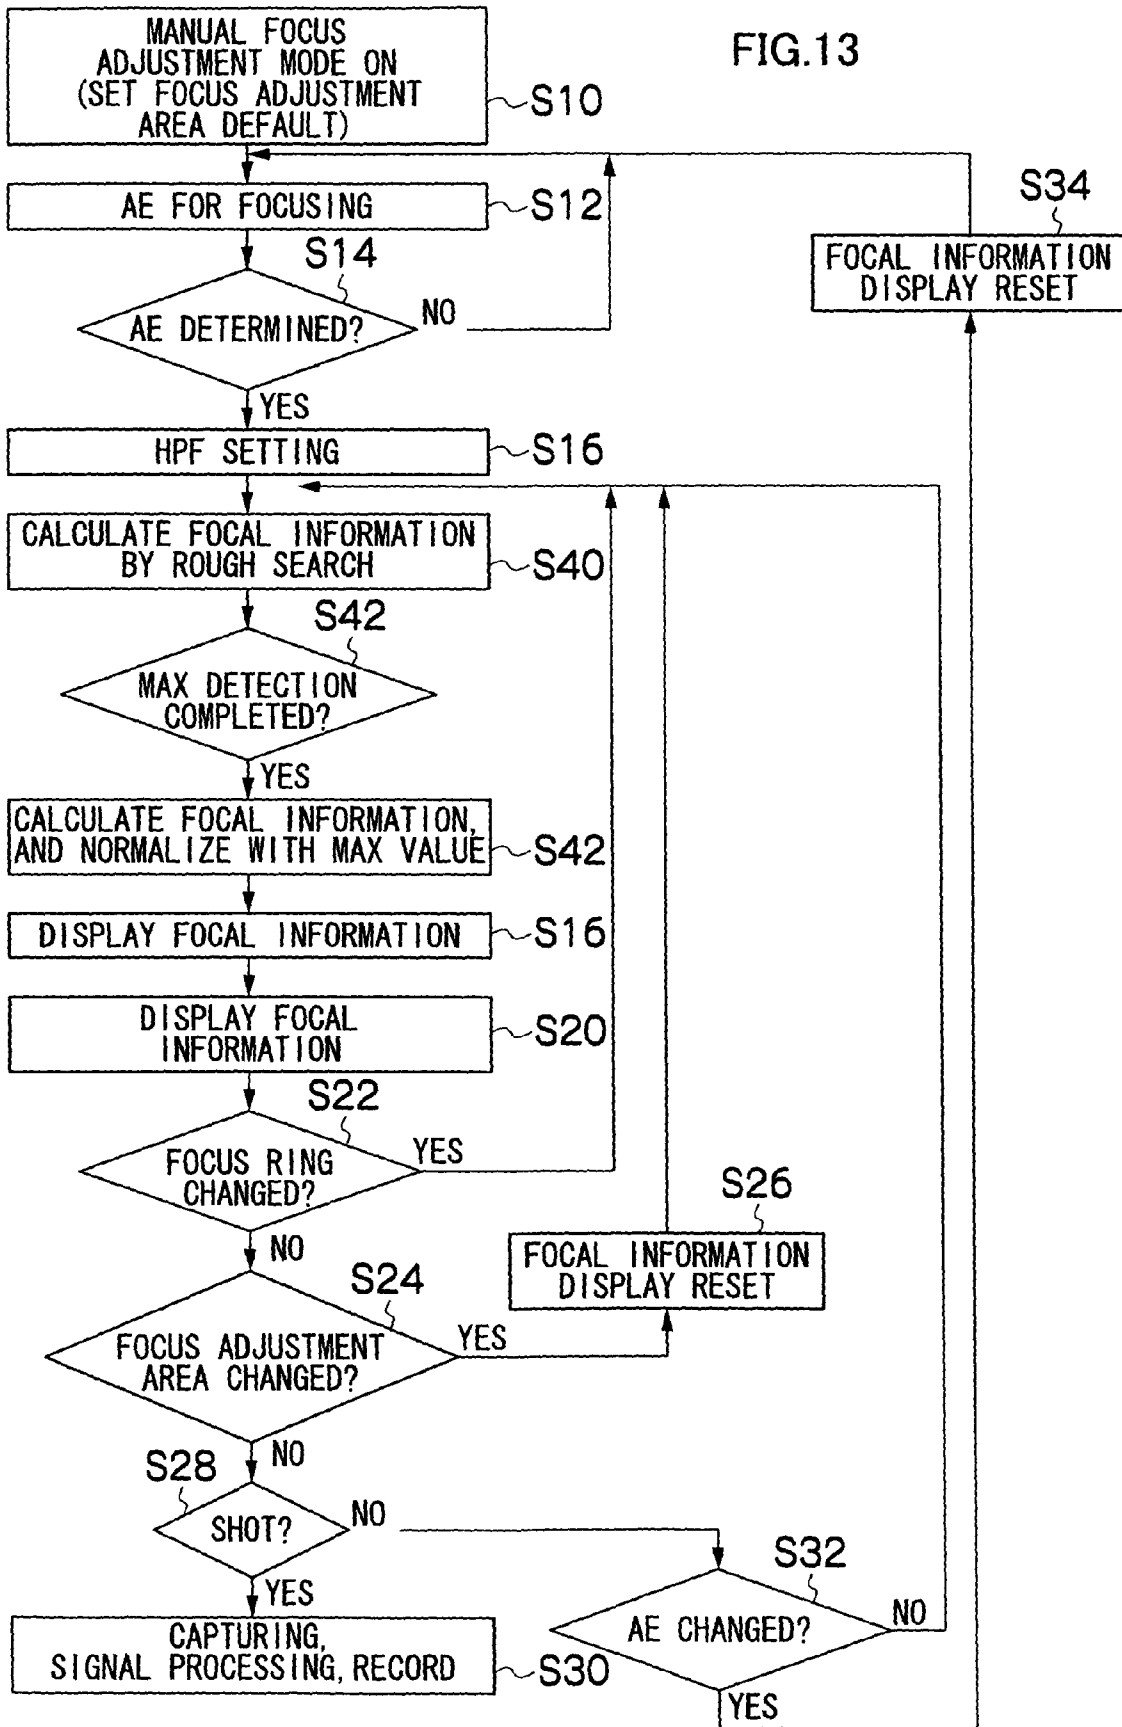 FIG.13
MANUAL FOCUS
ADJUSTMENT MODE ON
(SET FOCUS ADJUSTMENT
AREA DEFAULT)
S10
AE FOR FOCUSING
S12
S34
FOCAL INFORMATION
DISPLAY RESET
S14
AE DETERMINED?
NO
YES
HPF SETTING
S16
CALCULATE FOCAL INFORMATION
BY ROUGH SEARCH
S40
S42
MAX DETECTION
COMPLETED?
YES
CALCULATE FOCAL INFORMATION,
AND NORMALIZE WITH MAX VALUE
S42
DISPLAY FOCAL INFORMATION
S16
DISPLAY FOCAL
INFORMATION
S20
S22
FOCUS RING
CHANGED?
YES
NO
S26
FOCAL INFORMATION
DISPLAY RESET
S24
FOCUS ADJUSTMENT
AREA CHANGED?
YES
NO
S28
SHOT?
NO
YES
S32
AE CHANGED?
NO
YES
CAPTURING,
SIGNAL PROCESSING, RECORD
S30